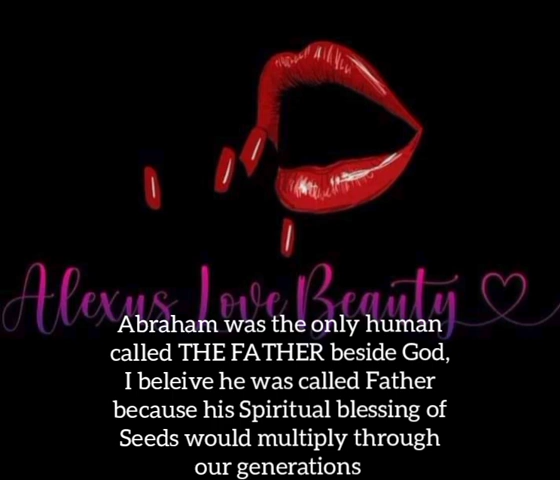 Alexus Love Beauty
Abraham was the only human
called THE FATHER beside God,
I beleive he was called Father
because his Spiritual blessing of
Seeds would multiply through
our generations